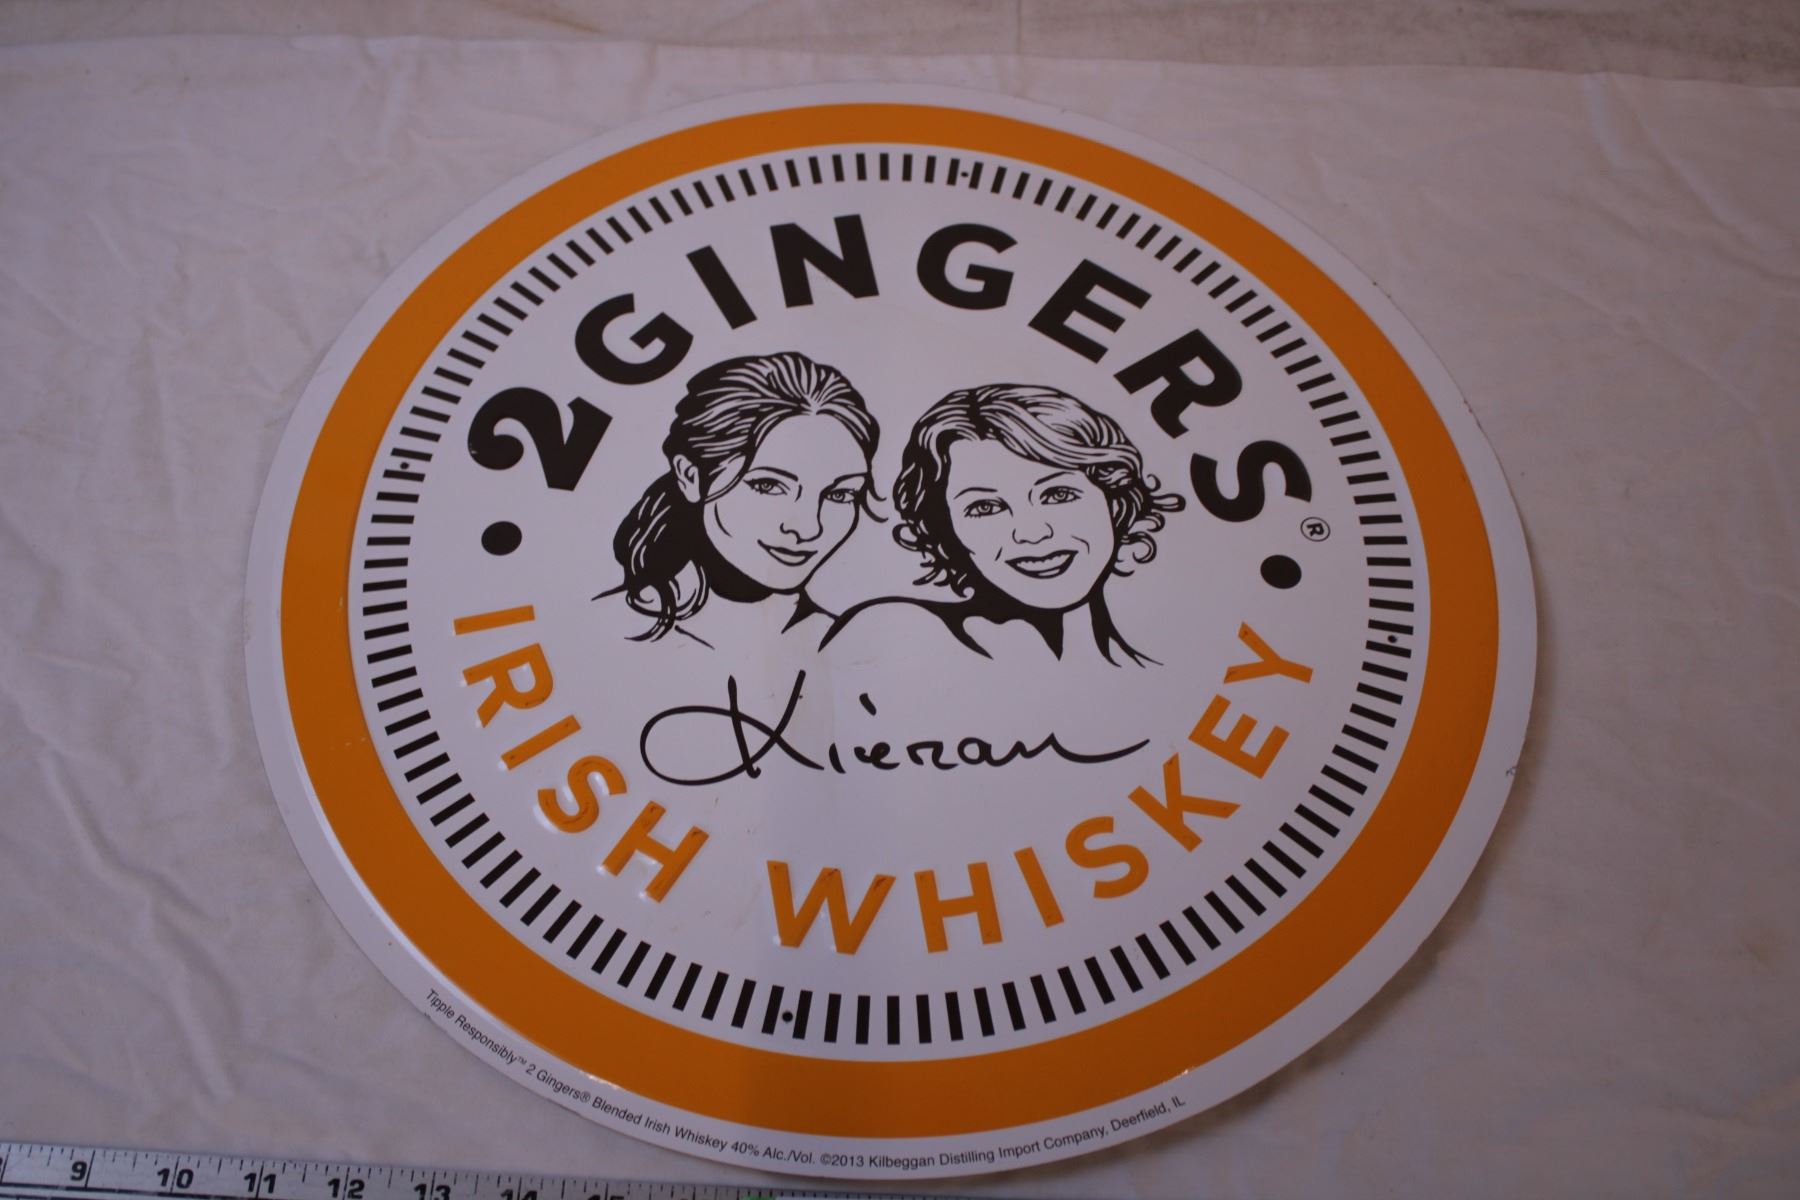 2GINGERS®
Kieran
• IRISH WHISKEY •
Tipple Responsibly™ 2 Gingers® Blended Irish Whiskey 40% Alc./Vol. ©2013 Kilbeggan Distilling Import Company, Deerfield, IL
9 10 11 12 13 14 15